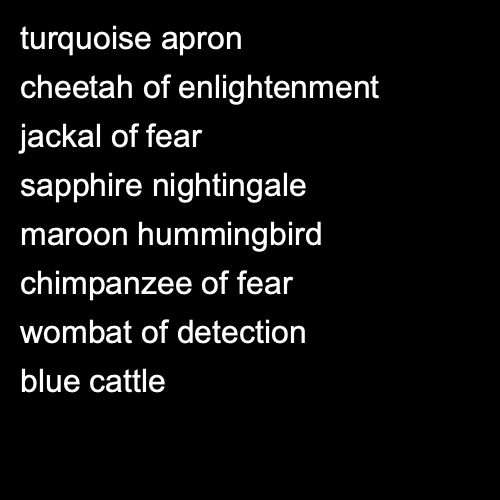 turquoise apron
cheetah of enlightenment
jackal of fear
sapphire nightingale
maroon hummingbird
chimpanzee of fear
wombat of detection
blue cattle